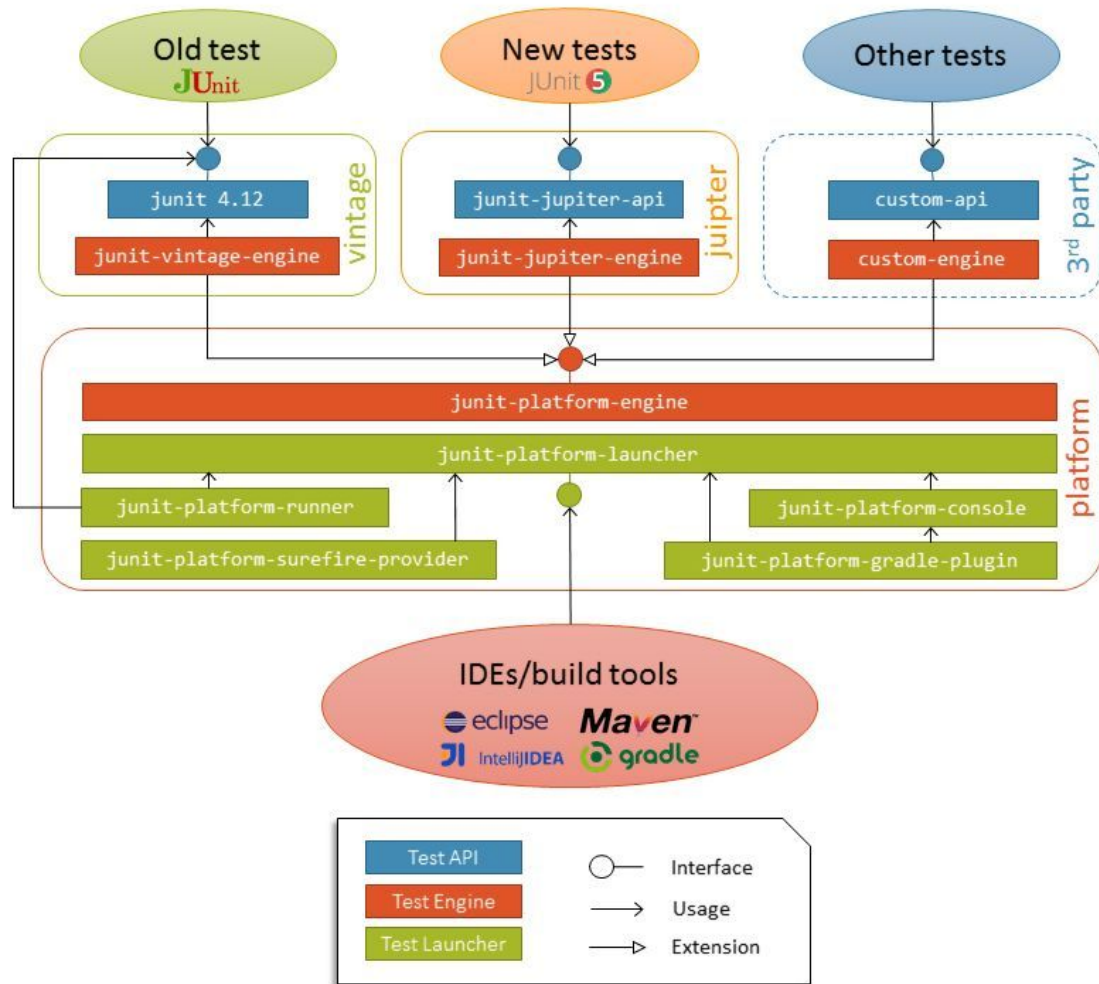 Old test
JUnit
New tests
JUnit 5
Other tests
vintage
junit 4.12
junit-vintage-engine
juipter
junit-jupiter-api
junit-jupiter-engine
3rd party
custom-api
custom-engine
platform
junit-platform-engine
junit-platform-launcher
junit-platform-runner
junit-platform-console
junit-platform-surefire-provider
junit-platform-gradle-plugin
IDEs/build tools
eclipse
Maven™
JI IntelliJIDEA
gradle
Test API
Interface
Test Engine
Usage
Test Launcher
Extension